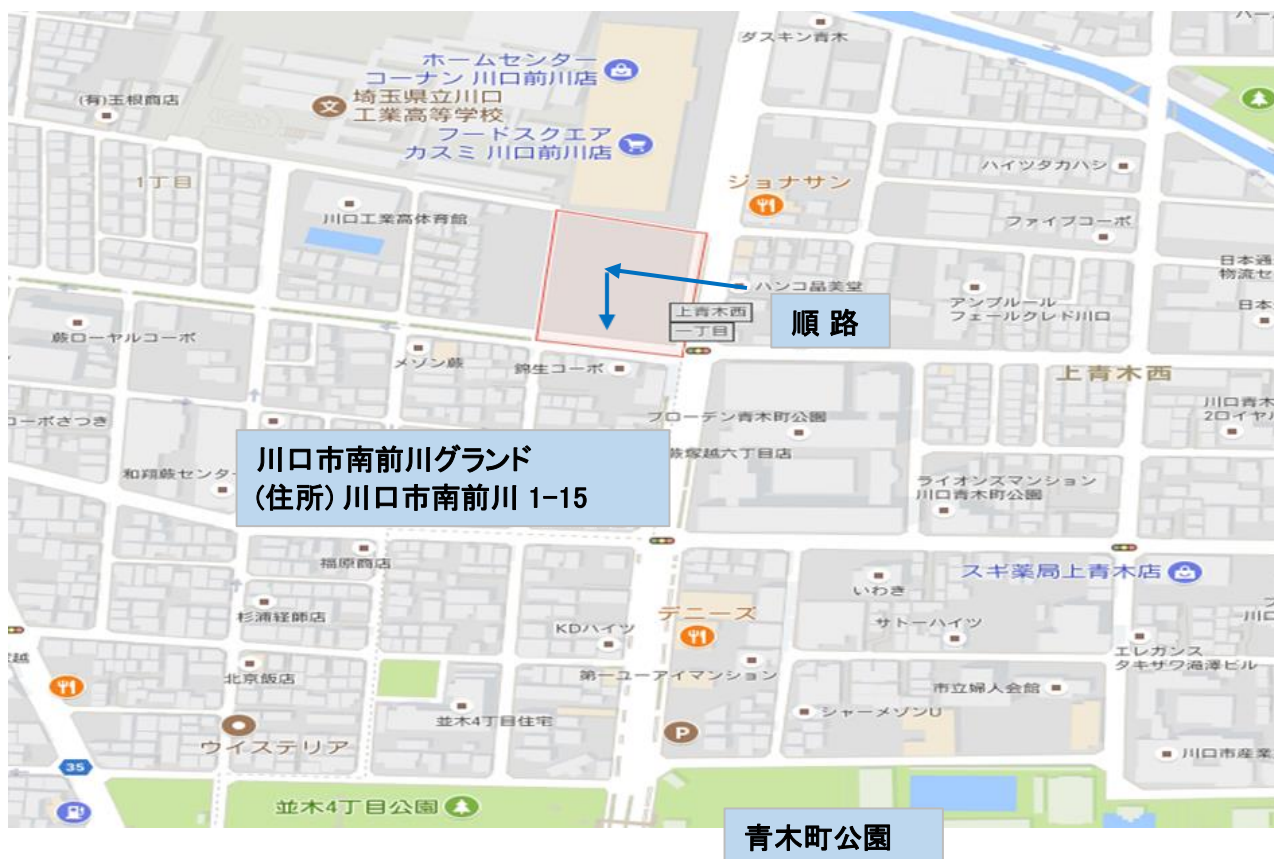 ダスキン青木
ホームセンター
コーナン 川口前川店
埼玉県立川口
工業高等学校
(有)玉根商店
フードスクエア
カスミ 川口前川店
ハイツタカハシ
1丁目
ジョナサン
川口工業高体育館
ファイブコーポ
日本通
物流セ
ハンコ晶美堂
アンプルール
フェールクレド川口
日本
上青木西
一丁目
順 路
蕨ローヤルコーポ
メゾン蕨
錦生コーポ
上青木西
川口青木
2ロイヤル
コーポさつき
フローデン青木町公園
川口市南前川グランド
(住所) 川口市南前川 1-15
蕨塚越六丁目店
和翔蕨センタ
ライオンズマンション
川口青木町公園
福原商店
スギ薬局上青木店
いわき
杉浦経師店
KDハイツ
デニーズ
サトーハイツ
川口
エレガンス
タキザワ滝澤ビル
北京飯店
第一ユーアイマンション
市立婦人会館
並木4丁目住宅
シャーメゾンU
P
ウイステリア
川口市産業
35
並木4丁目公園
青木町公園